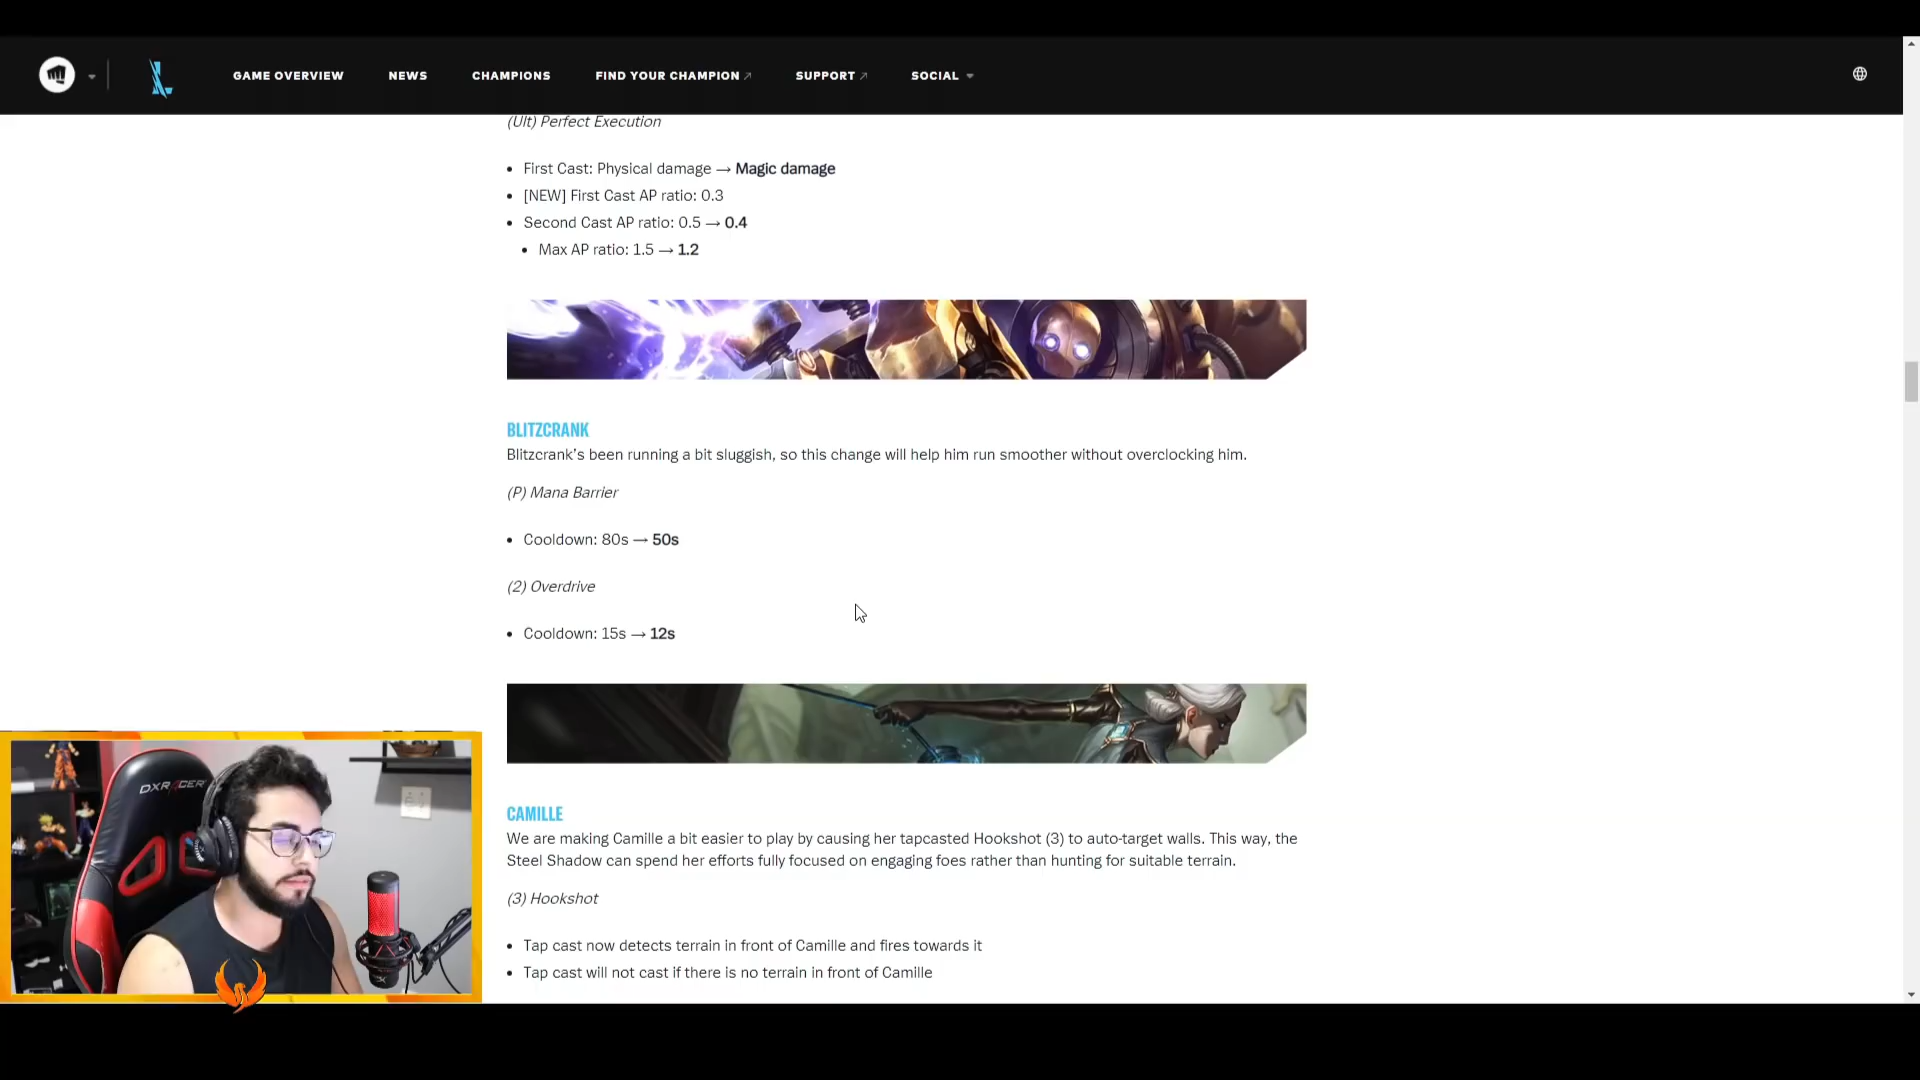 GAME OVERVIEW NEWS CHAMPIONS FIND YOUR CHAMPION↗ SUPPORT↗ SOCIAL
(Ult) Perfect Execution
• First Cast: Physical damage → Magic damage
• [NEW] First Cast AP ratio: 0.3
• Second Cast AP ratio: 0.5 → 0.4
• Max AP ratio: 1.5 → 1.2
BLITZCRANK
Blitzcrank's been running a bit sluggish, so this change will help him run smoother without overclocking him.
(P) Mana Barrier
• Cooldown: 80s → 50s
(2) Overdrive
• Cooldown: 15s → 12s
CAMILLE
We are making Camille a bit easier to play by causing her tapcasted Hookshot (3) to auto-target walls. This way, the
Steel Shadow can spend her efforts fully focused on engaging foes rather than hunting for suitable terrain.
(3) Hookshot
• Tap cast now detects terrain in front of Camille and fires towards it
• Tap cast will not cast if there is no terrain in front of Camille
DXRACER